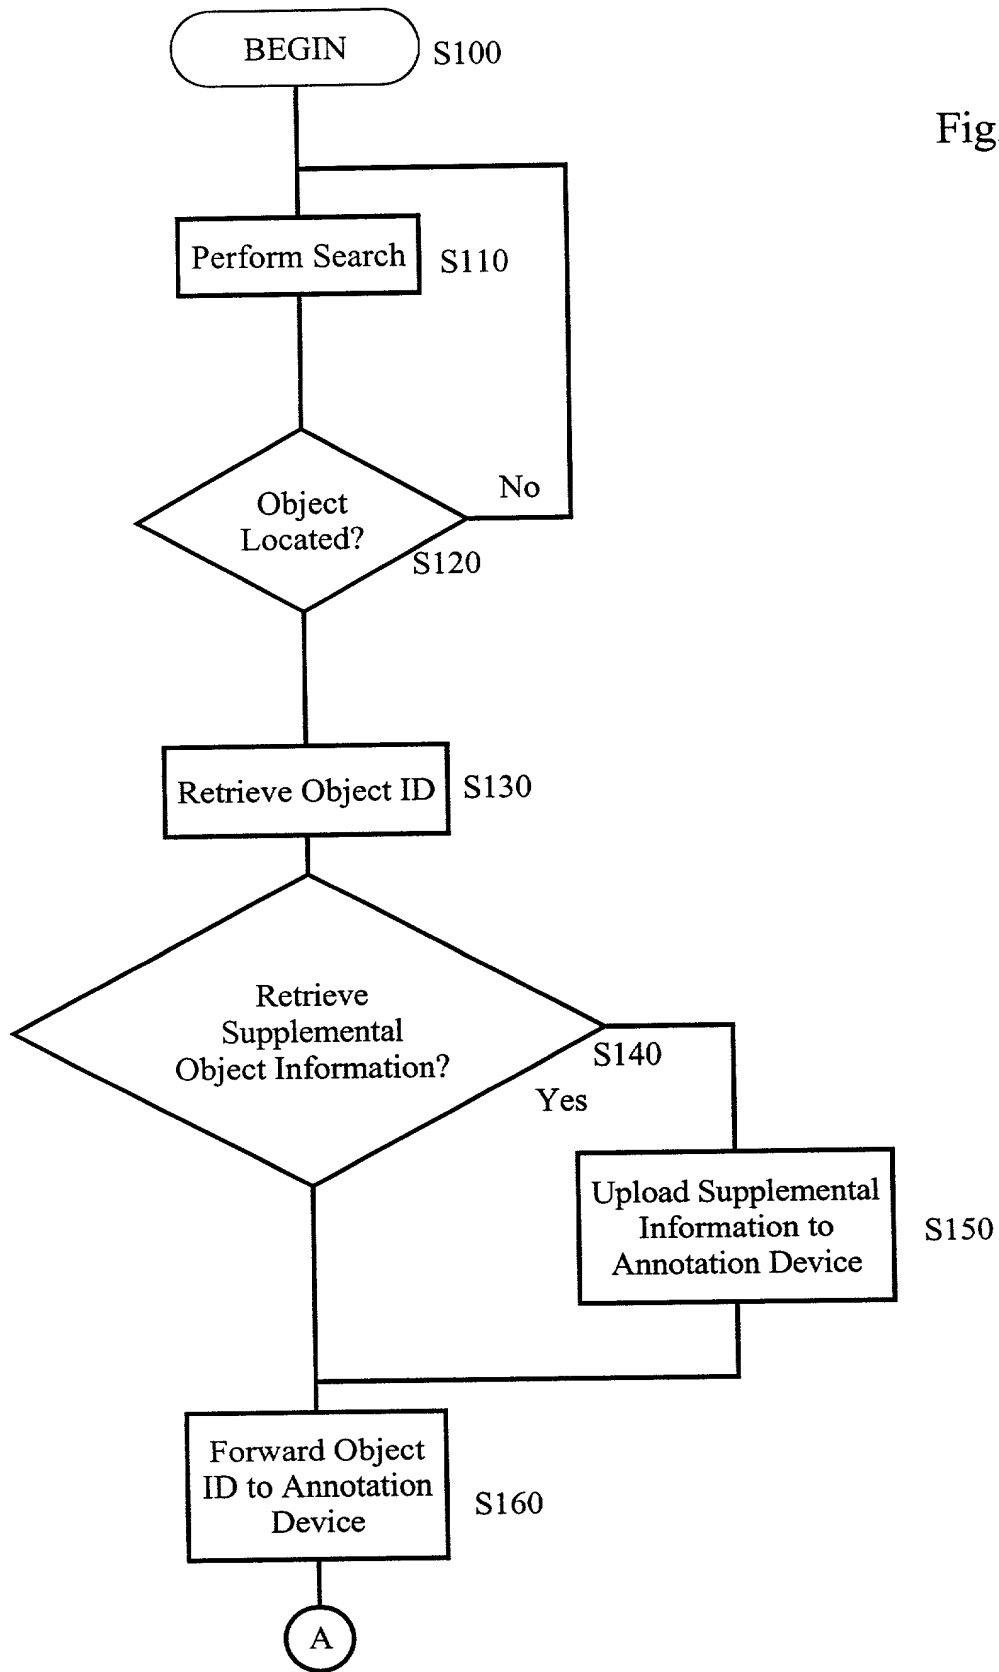 BEGIN
S100
Fig.
Perform Search
S110
No
Object
Located?
S120
Retrieve Object ID
S130
Retrieve
Supplemental
Object Information?
S140
Yes
Upload Supplemental
Information to
Annotation Device
S150
Forward Object
ID to Annotation
Device
S160
A